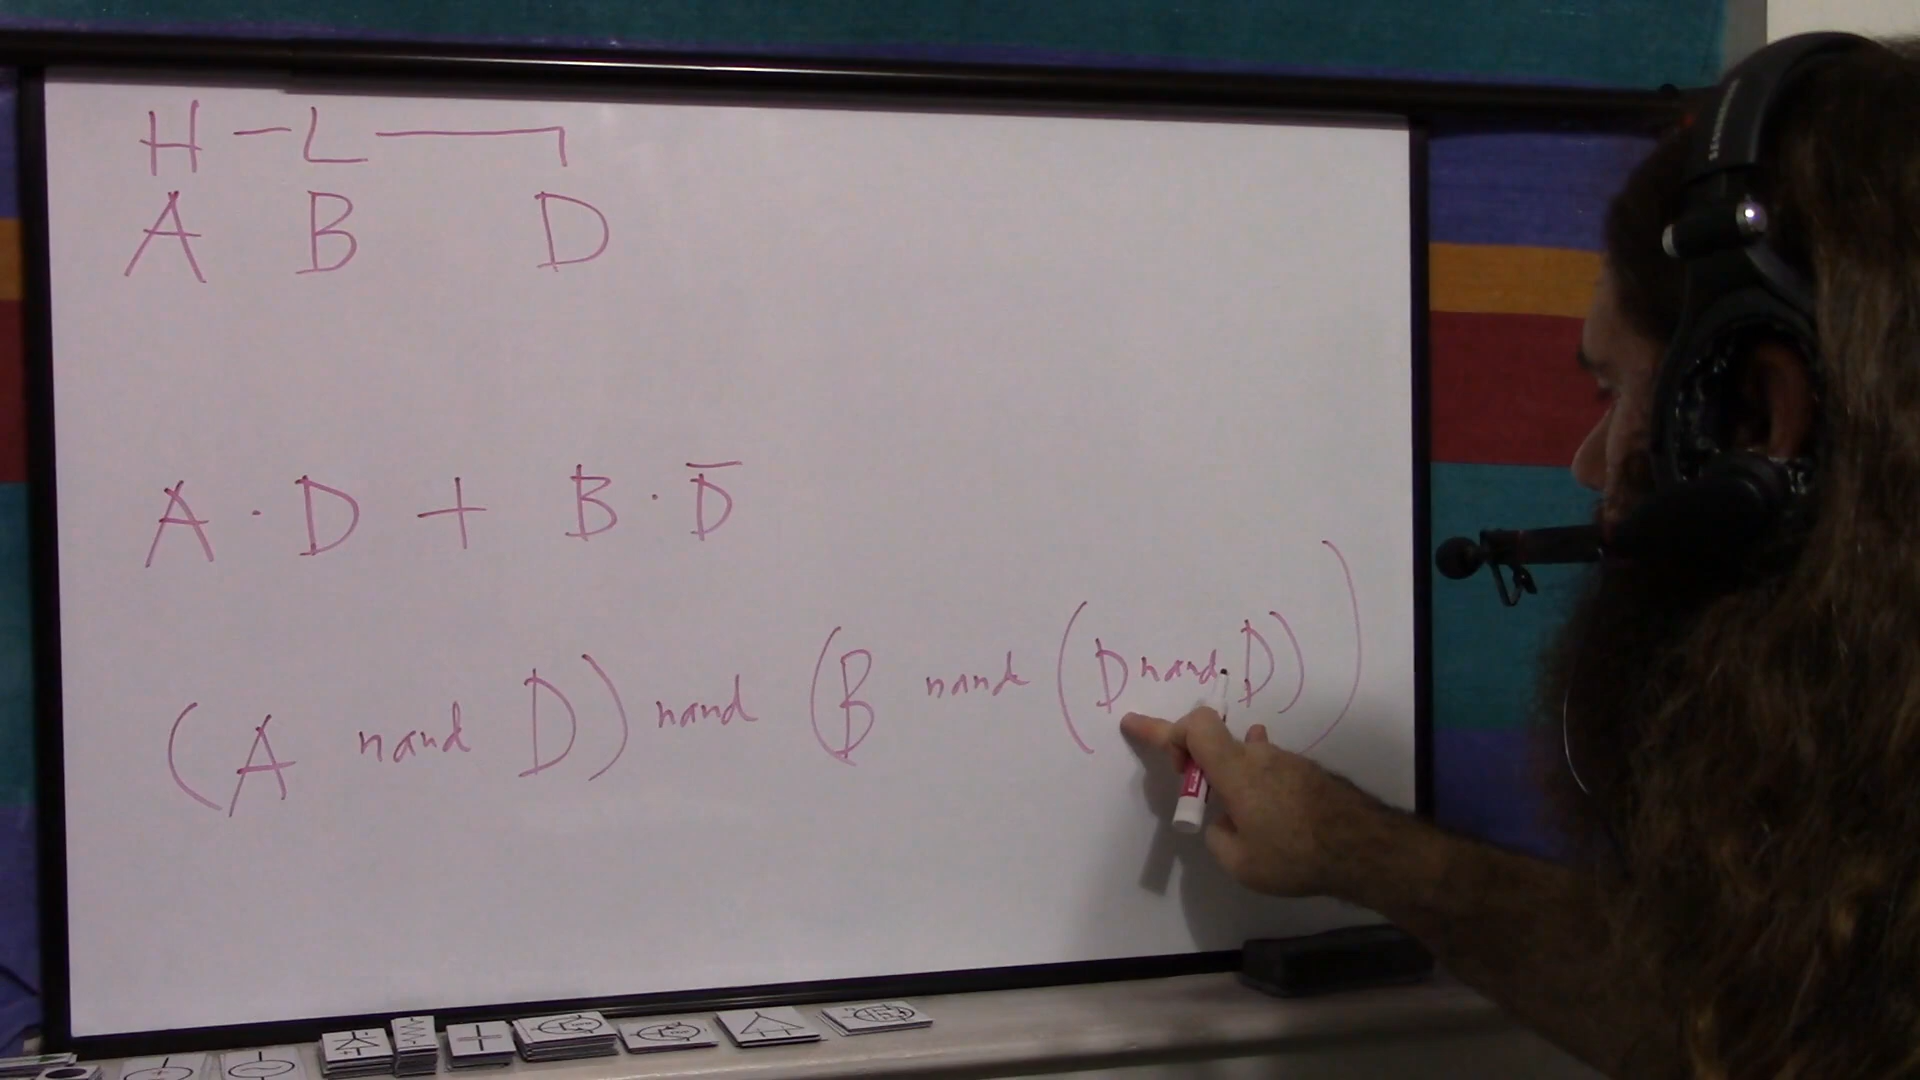 H - L
A B D
A · D + B · D̅
(A nand D) nand (B nand (D nand D))